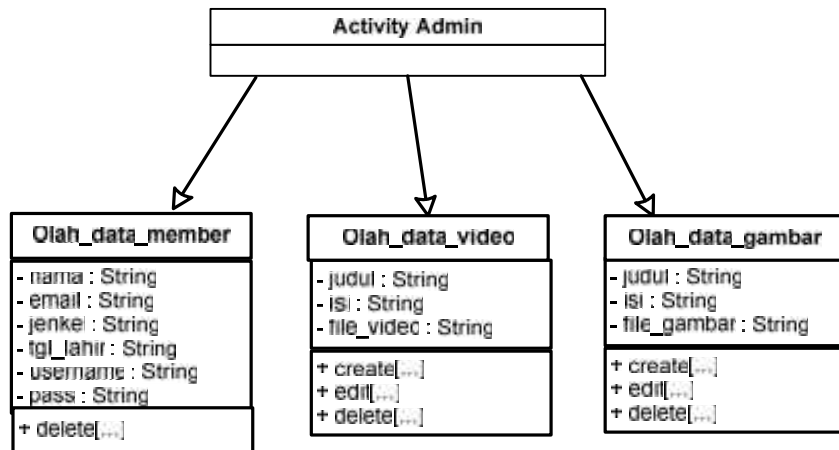 Activity Admin
Olah_data_member
- nama : String
- email : String
- jenkel : String
- tgl_lahir : String
- username : String
- pass : String
+ delete[...]
Olah_data_video
- judul : String
- isi : String
- file_video : String
+ create[...]
+ edit[...]
+ delete[...]
Olah_data_gambar
- judul : String
- isi : String
- file_gambar : String
+ create[...]
+ edit[...]
+ delete[...]